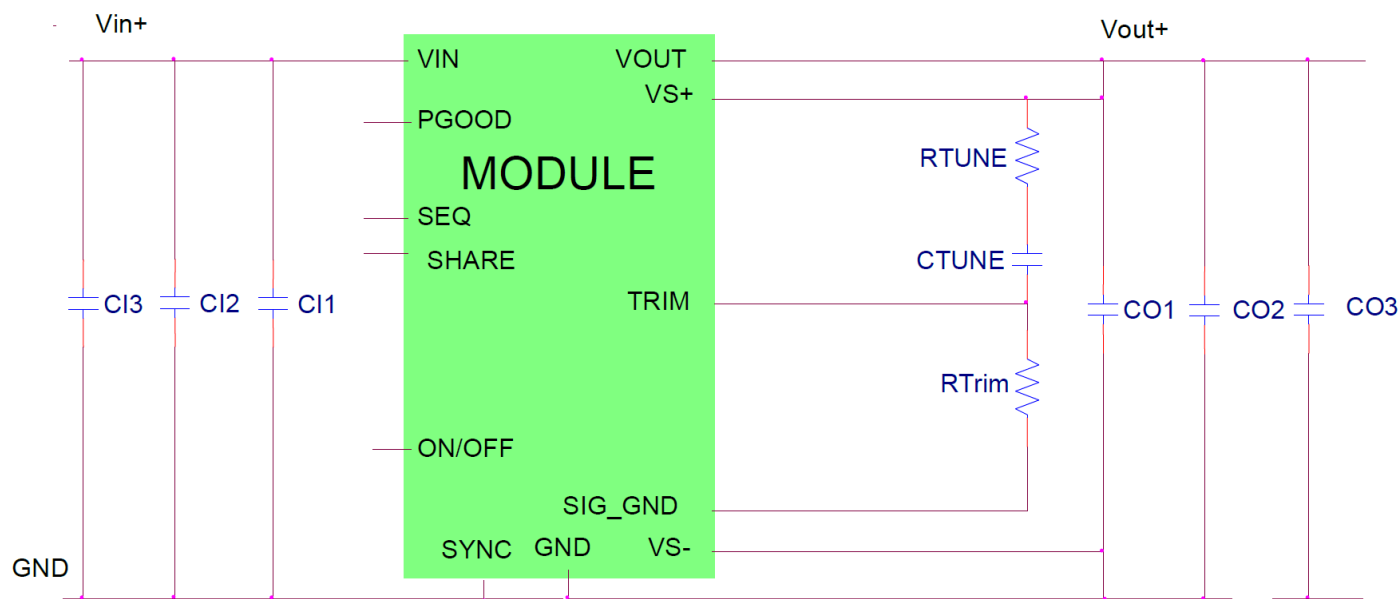 Vin+
Vout+
VIN
VOUT
VS+
PGOOD
RTUNE
MODULE
SEQ
SHARE
CTUNE
TRIM
CI3
CI2
CI1
CO1
CO2
CO3
RTrim
ON/OFF
SIG_GND
SYNC
GND
VS-
GND